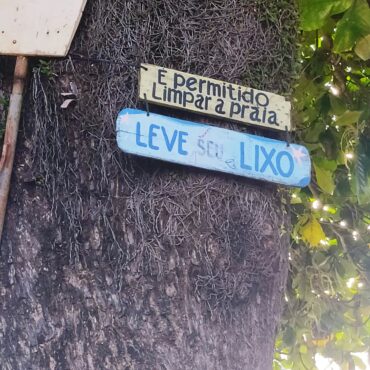 É permitido
Limpar a praia
LEVE SEU LIXO